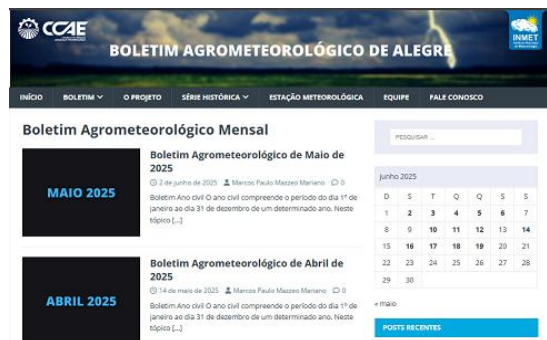 CCAE
INMET
BOLETIM AGROMETEOROLÓGICO DE ALEGRE
INÍCIO BOLETIM O PROJETO SÉRIE HISTÓRICA ESTAÇÃO METEOROLÓGICA EQUIPE FALE CONOSCO
Boletim Agrometeorológico Mensal
MAIO 2025
Boletim Agrometeorológico de Maio de
2025
2 de junho de 2025 Marcos Paulo Mazzeo Mariano 0
Boletim Ano civil O ano civil compreende o período do dia 1º de
janeiro ao dia 31 de dezembro de um determinado ano. Neste
tópico [...]
ABRIL 2025
Boletim Agrometeorológico de Abril de
2025
14 de maio de 2025 Marcos Paulo Mazzeo Mariano 0
Boletim Ano civil O ano civil compreende o período do dia 1º de
janeiro ao dia 31 de dezembro de um determinado ano. Neste
tópico [...]
PESQUISAR ...
junho 2025
D S T Q Q S S
1 2 3 4 5 6 7
8 9 10 11 12 13 14
15 16 17 18 19 20 21
22 23 24 25 26 27 28
29 30
« maio
POSTS RECENTES